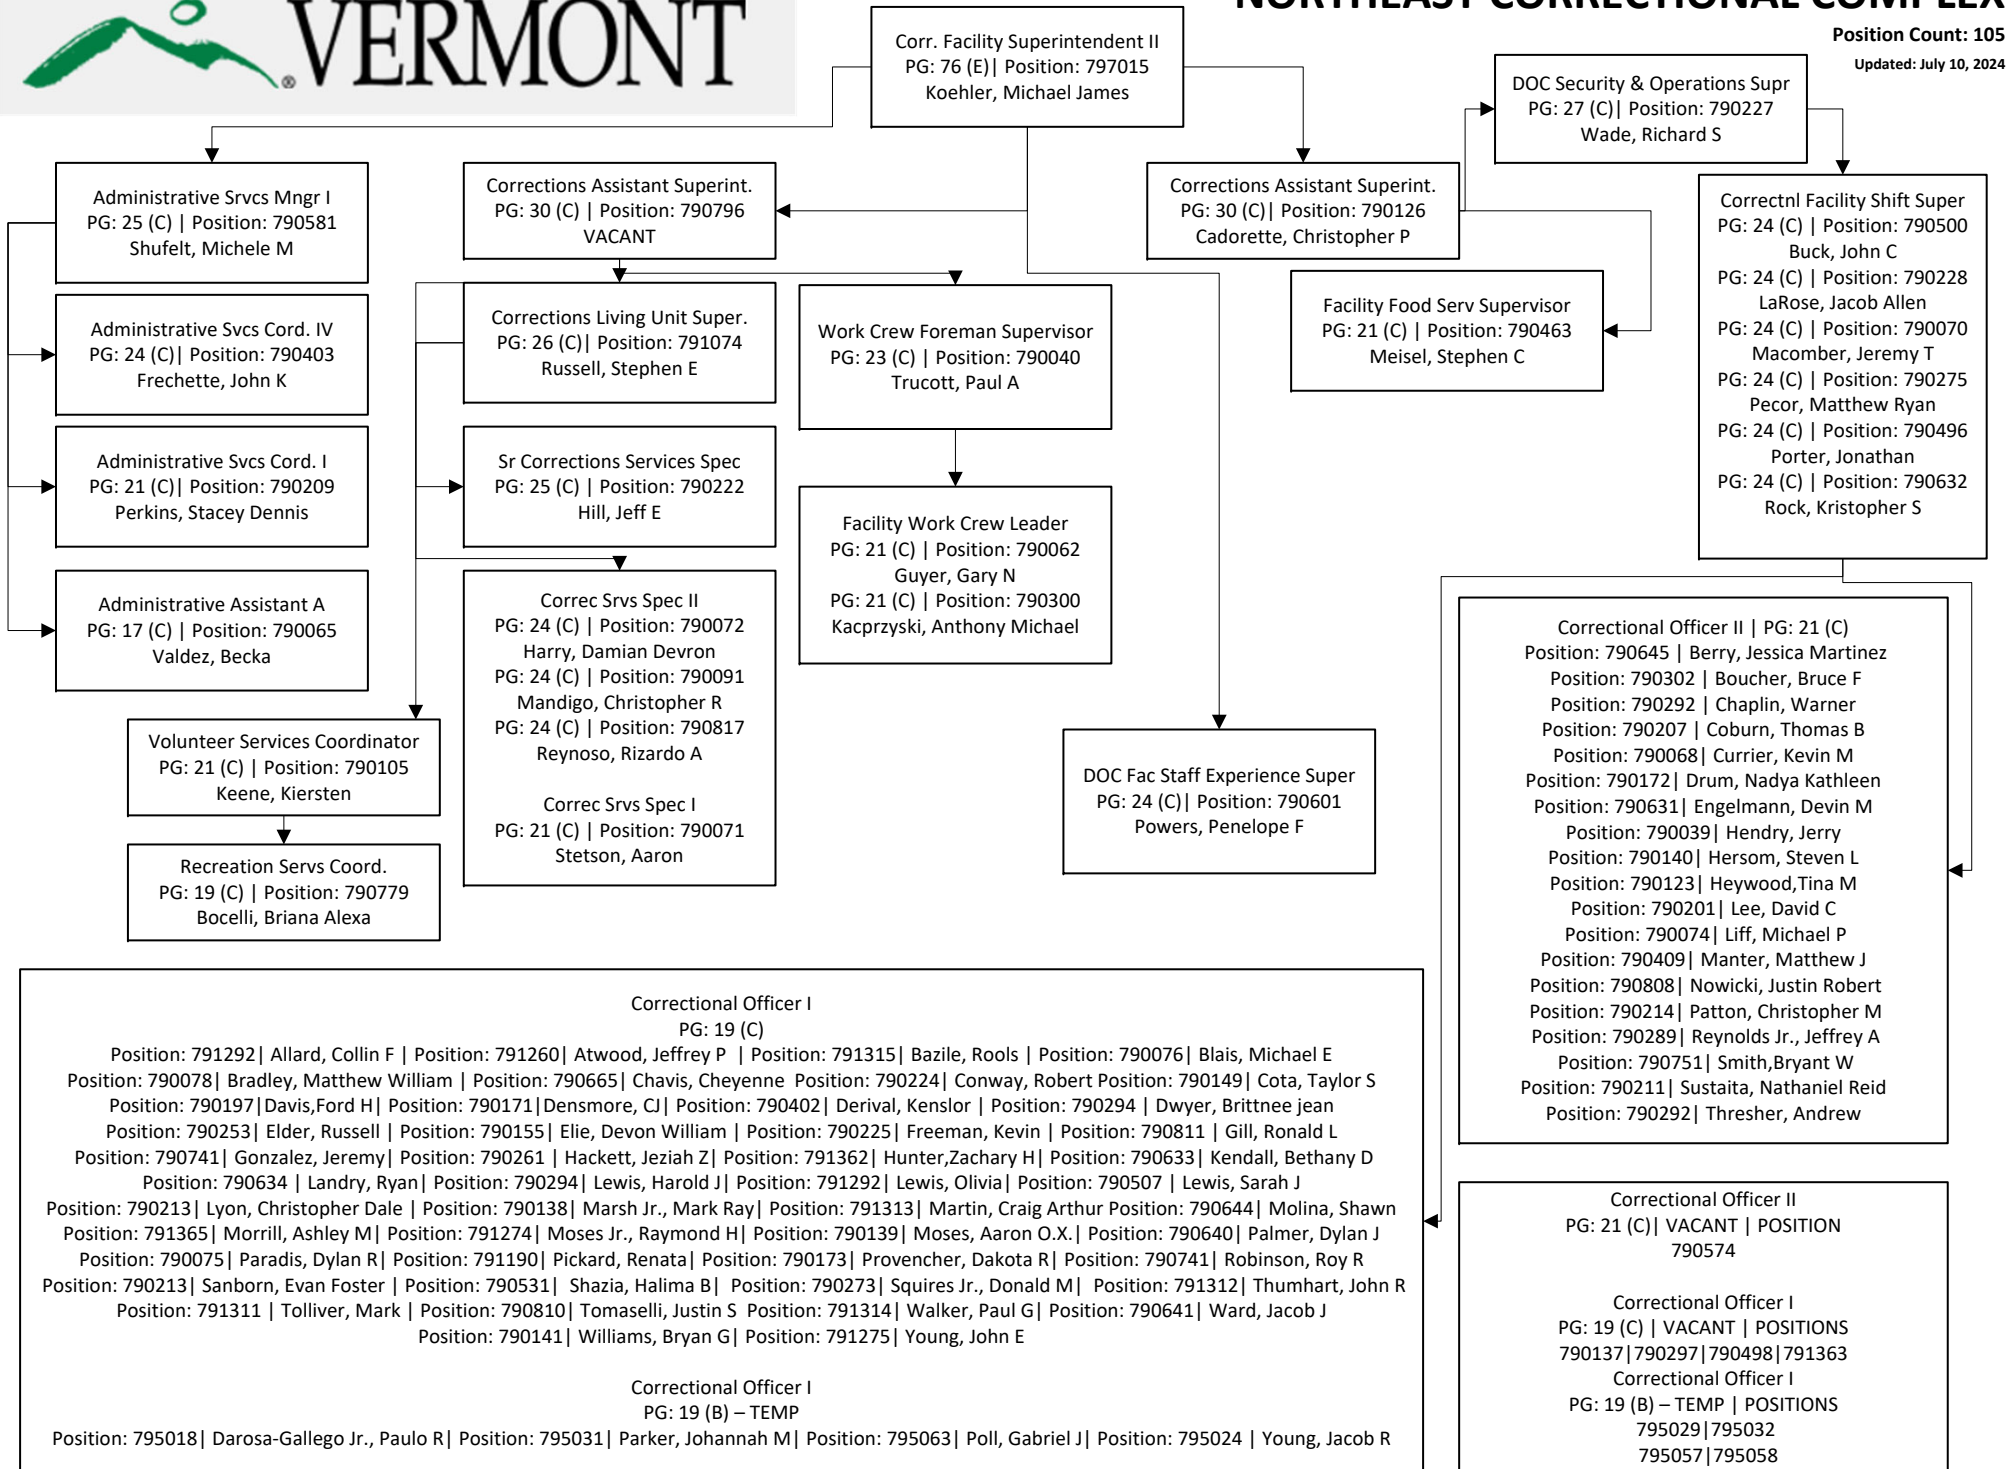 VERMONT
®
NORTHEAST CORRECTIONAL COMPLEX
Position Count: 105
Updated: July 10, 2024
Corr. Facility Superintendent II
PG: 76 (E)| Position: 797015
Koehler, Michael James
DOC Security & Operations Supr
PG: 27 (C)| Position: 790227
Wade, Richard S
Administrative Srvcs Mngr I
PG: 25 (C) | Position: 790581
Shufelt, Michele M
Corrections Assistant Superint.
PG: 30 (C) | Position: 790796
VACANT
Corrections Assistant Superint.
PG: 30 (C)| Position: 790126
Cadorette, Christopher P
Correctnl Facility Shift Super
PG: 24 (C) | Position: 790500
Buck, John C
PG: 24 (C) | Position: 790228
LaRose, Jacob Allen
PG: 24 (C) | Position: 790070
Macomber, Jeremy T
PG: 24 (C) | Position: 790275
Pecor, Matthew Ryan
PG: 24 (C) | Position: 790496
Porter, Jonathan
PG: 24 (C) | Position: 790632
Rock, Kristopher S
Administrative Svcs Cord. IV
PG: 24 (C)| Position: 790403
Frechette, John K
Corrections Living Unit Super.
PG: 26 (C)| Position: 791074
Russell, Stephen E
Work Crew Foreman Supervisor
PG: 23 (C) | Position: 790040
Trucott, Paul A
Facility Food Serv Supervisor
PG: 21 (C) | Position: 790463
Meisel, Stephen C
Administrative Svcs Cord. I
PG: 21 (C)| Position: 790209
Perkins, Stacey Dennis
Sr Corrections Services Spec
PG: 25 (C) | Position: 790222
Hill, Jeff E
Facility Work Crew Leader
PG: 21 (C) | Position: 790062
Guyer, Gary N
PG: 21 (C) | Position: 790300
Kacprzyski, Anthony Michael
Administrative Assistant A
PG: 17 (C) | Position: 790065
Valdez, Becka
Correc Srvs Spec II
PG: 24 (C) | Position: 790072
Harry, Damian Devron
PG: 24 (C) | Position: 790091
Mandigo, Christopher R
PG: 24 (C) | Position: 790817
Reynoso, Rizardo A
Correc Srvs Spec I
PG: 21 (C) | Position: 790071
Stetson, Aaron
Volunteer Services Coordinator
PG: 21 (C) | Position: 790105
Keene, Kiersten
Recreation Servs Coord.
PG: 19 (C) | Position: 790779
Bocelli, Briana Alexa
DOC Fac Staff Experience Super
PG: 24 (C)| Position: 790601
Powers, Penelope F
Correctional Officer II | PG: 21 (C)
Position: 790645 | Berry, Jessica Martinez
Position: 790302 | Boucher, Bruce F
Position: 790292 | Chaplin, Warner
Position: 790207 | Coburn, Thomas B
Position: 790068| Currier, Kevin M
Position: 790172| Drum, Nadya Kathleen
Position: 790631| Engelmann, Devin M
Position: 790039| Hendry, Jerry
Position: 790140| Hersom, Steven L
Position: 790123| Heywood,Tina M
Position: 790201| Lee, David C
Position: 790074| Liff, Michael P
Position: 790409| Manter, Matthew J
Position: 790808| Nowicki, Justin Robert
Position: 790214| Patton, Christopher M
Position: 790289| Reynolds Jr., Jeffrey A
Position: 790751| Smith,Bryant W
Position: 790211| Sustaita, Nathaniel Reid
Position: 790292| Thresher, Andrew
Correctional Officer I
PG: 19 (C)
Position: 791292| Allard, Collin F | Position: 791260| Atwood, Jeffrey P | Position: 791315| Bazile, Rools | Position: 790076| Blais, Michael E
Position: 790078| Bradley, Matthew William | Position: 790665| Chavis, Cheyenne Position: 790224| Conway, Robert Position: 790149| Cota, Taylor S
Position: 790197|Davis,Ford H| Position: 790171|Densmore, CJ| Position: 790402| Derival, Kenslor | Position: 790294 | Dwyer, Brittnee jean
Position: 790253| Elder, Russell | Position: 790155| Elie, Devon William | Position: 790225| Freeman, Kevin | Position: 790811 | Gill, Ronald L
Position: 790741| Gonzalez, Jeremy| Position: 790261 | Hackett, Jeziah Z| Position: 791362| Hunter,Zachary H| Position: 790633| Kendall, Bethany D
Position: 790634 | Landry, Ryan| Position: 790294| Lewis, Harold J| Position: 791292| Lewis, Olivia| Position: 790507 | Lewis, Sarah J
Position: 790213| Lyon, Christopher Dale | Position: 790138| Marsh Jr., Mark Ray| Position: 791313| Martin, Craig Arthur Position: 790644| Molina, Shawn
Position: 791365| Morrill, Ashley M| Position: 791274| Moses Jr., Raymond H| Position: 790139| Moses, Aaron O.X.| Position: 790640| Palmer, Dylan J
Position: 790075| Paradis, Dylan R| Position: 791190| Pickard, Renata| Position: 790173| Provencher, Dakota R| Position: 790741| Robinson, Roy R
Position: 790213| Sanborn, Evan Foster | Position: 790531| Shazia, Halima B| Position: 790273| Squires Jr., Donald M| Position: 791312| Thumhart, John R
Position: 791311 | Tolliver, Mark | Position: 790810| Tomaselli, Justin S Position: 791314| Walker, Paul G| Position: 790641| Ward, Jacob J
Position: 790141| Williams, Bryan G| Position: 791275| Young, John E
Correctional Officer I
PG: 19 (B) – TEMP
Position: 795018| Darosa-Gallego Jr., Paulo R| Position: 795031| Parker, Johannah M| Position: 795063| Poll, Gabriel J| Position: 795024 | Young, Jacob R
Correctional Officer II
PG: 21 (C)| VACANT | POSITION
790574
Correctional Officer I
PG: 19 (C) | VACANT | POSITIONS
790137|790297|790498|791363
Correctional Officer I
PG: 19 (B) – TEMP | POSITIONS
795029|795032
795057|795058